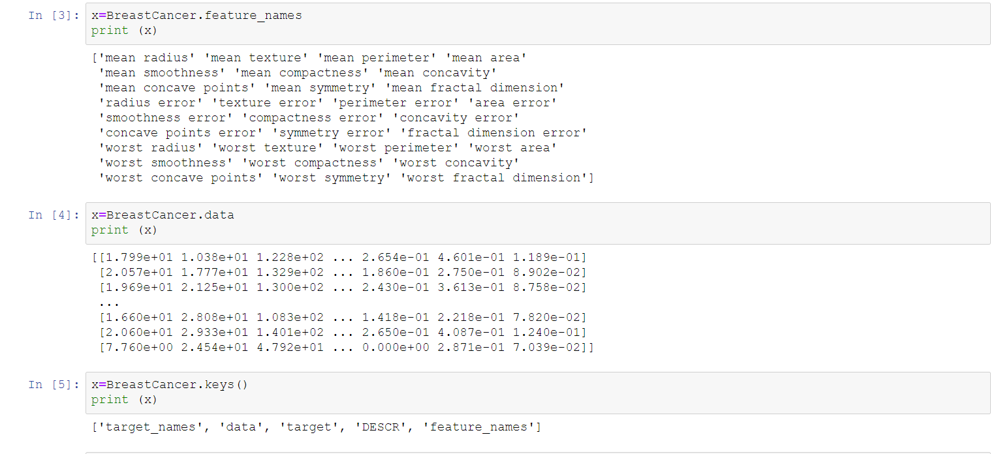 In [3]: x=BreastCancer.feature_names
print (x)
['mean radius' 'mean texture' 'mean perimeter' 'mean area'
'mean smoothness' 'mean compactness' 'mean concavity'
'mean concave points' 'mean symmetry' 'mean fractal dimension'
'radius error' 'texture error' 'perimeter error' 'area error'
'smoothness error' 'compactness error' 'concavity error'
'concave points error' 'symmetry error' 'fractal dimension error'
'worst radius' 'worst texture' 'worst perimeter' 'worst area'
'worst smoothness' 'worst compactness' 'worst concavity'
'worst concave points' 'worst symmetry' 'worst fractal dimension']
In [4]: x=BreastCancer.data
print (x)
[[1.799e+01 1.038e+01 1.228e+02 ... 2.654e-01 4.601e-01 1.189e-01]
[2.057e+01 1.777e+01 1.329e+02 ... 1.860e-01 2.750e-01 8.902e-02]
[1.969e+01 2.125e+01 1.300e+02 ... 2.430e-01 3.613e-01 8.758e-02]
...
[1.660e+01 2.808e+01 1.083e+02 ... 1.418e-01 2.218e-01 7.820e-02]
[2.060e+01 2.933e+01 1.401e+02 ... 2.650e-01 4.087e-01 1.240e-01]
[7.760e+00 2.454e+01 4.792e+01 ... 0.000e+00 2.871e-01 7.039e-02]]
In [5]: x=BreastCancer.keys()
print (x)
['target_names', 'data', 'target', 'DESCR', 'feature_names']